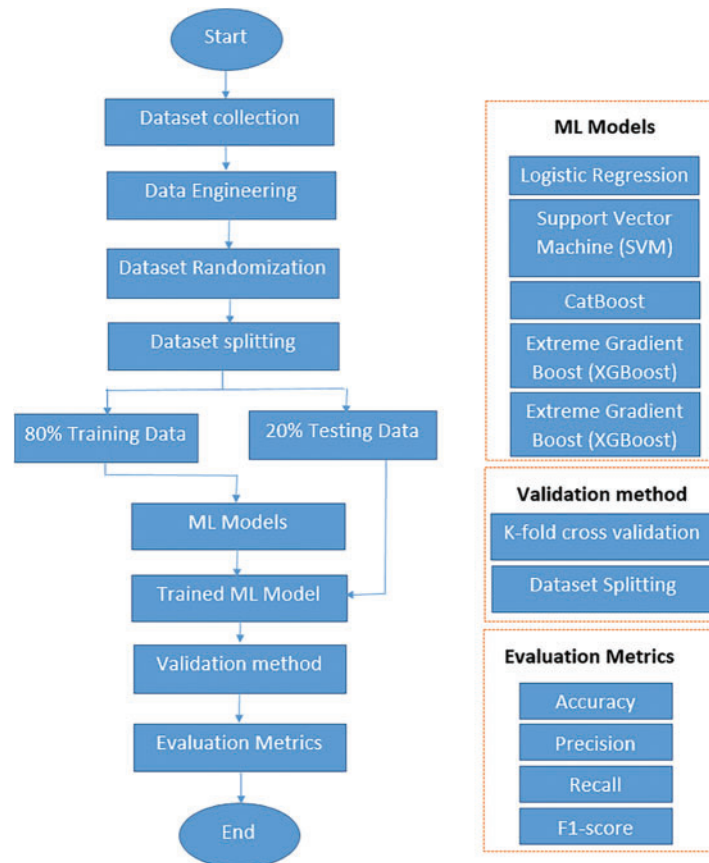 Start
Dataset collection
Data Engineering
Dataset Randomization
Dataset splitting
80% Training Data
20% Testing Data
ML Models
Trained ML Model
Validation method
Evaluation Metrics
End
ML Models
Logistic Regression
Support Vector
Machine (SVM)
CatBoost
Extreme Gradient
Boost (XGBoost)
Extreme Gradient
Boost (XGBoost)
Validation method
K-fold cross validation
Dataset Splitting
Evaluation Metrics
Accuracy
Precision
Recall
F1-score